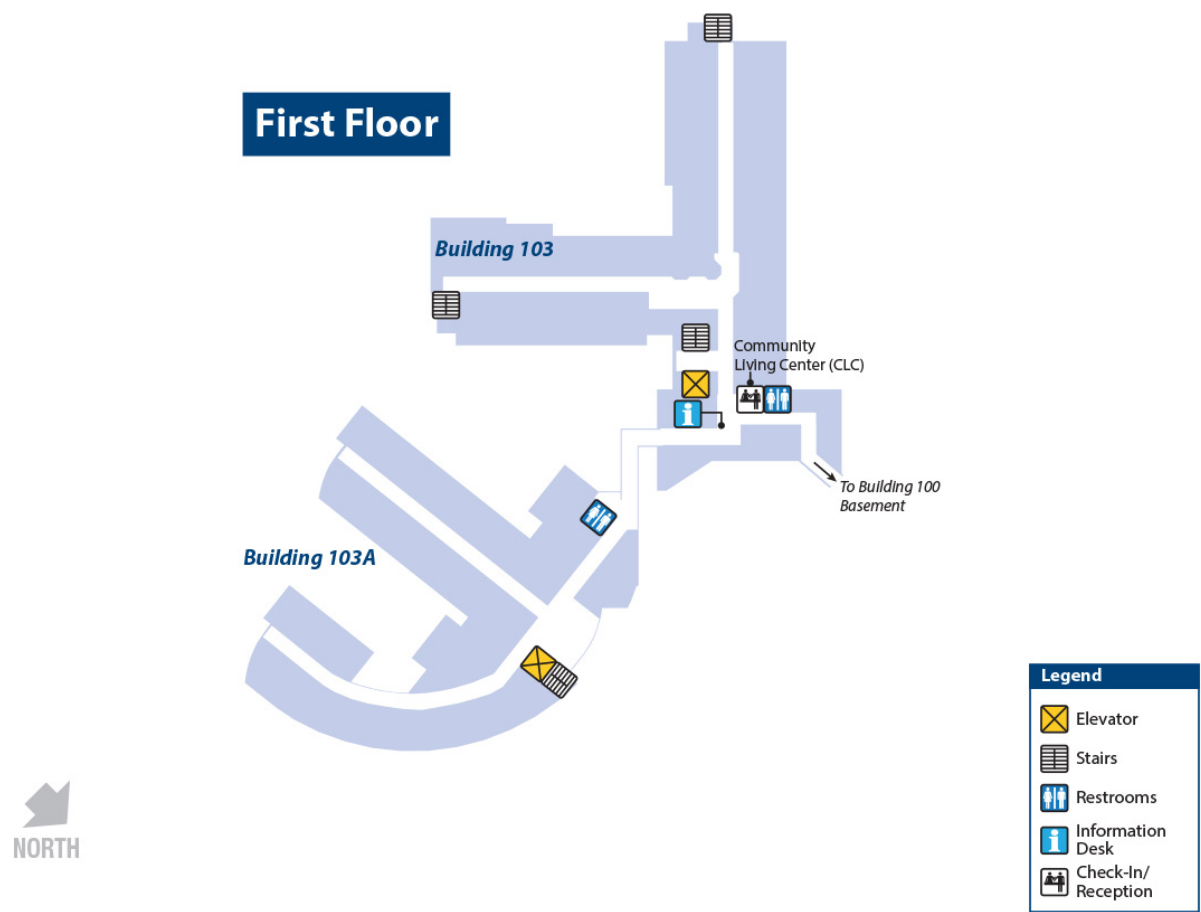 First Floor
Building 103
Community
Living Center (CLC)
To Building 100
Basement
Building 103A
Legend
Elevator
Stairs
Restrooms
Information
Desk
Check-In/
Reception
NORTH